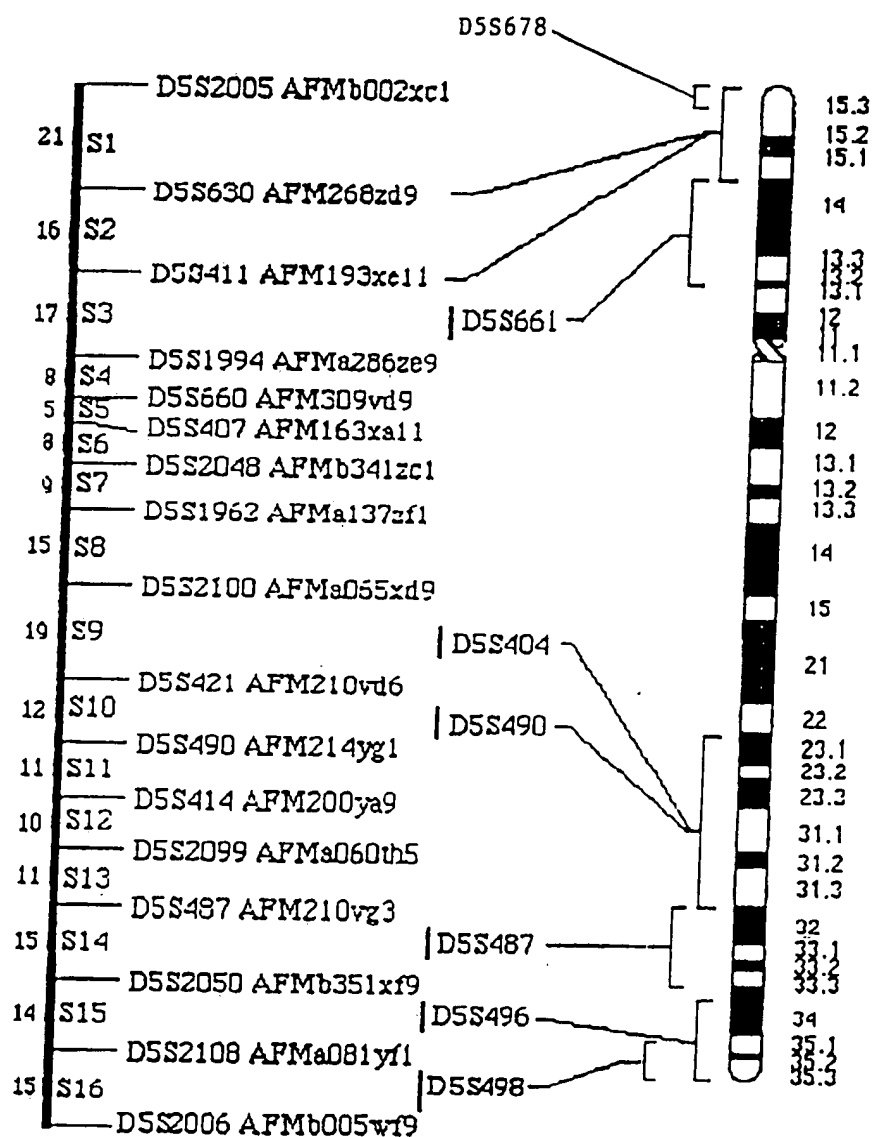 D5S678
D5S2005 AFMb002xc1
21 S1
D5S630 AFM268zd9
16 S2
D5S411 AFM193xe11
17 S3
D5S661
D5S1994 AFMa286ze9
8 S4
D5S660 AFM309vd9
5 S5
D5S407 AFM163xa11
8 S6
D5S2048 AFMb341zc1
9 S7
D5S1962 AFMa137zf1
15 S8
D5S2100 AFMa065xd9
19 S9
D5S404
D5S421 AFM210vd6
12 S10
D5S490
D5S490 AFM214yg1
11 S11
D5S414 AFM200ya9
10 S12
D5S2099 AFMa060th5
11 S13
D5S487 AFM210vg3
15 S14
D5S487
D5S2050 AFMb351xf9
14 S15
D5S496
D5S2108 AFMa081yf1
15 S16
D5S498
D5S2006 AFMb005wf9
15.3
15.2
15.1
14
13.3
13.2
13.1
12
11
11.1
11.2
12
13.1
13.2
13.3
14
15
21
22
23.1
23.2
23.3
31.1
31.2
31.3
32
33.1
33.2
33.3
34
35.1
35.2
35.3